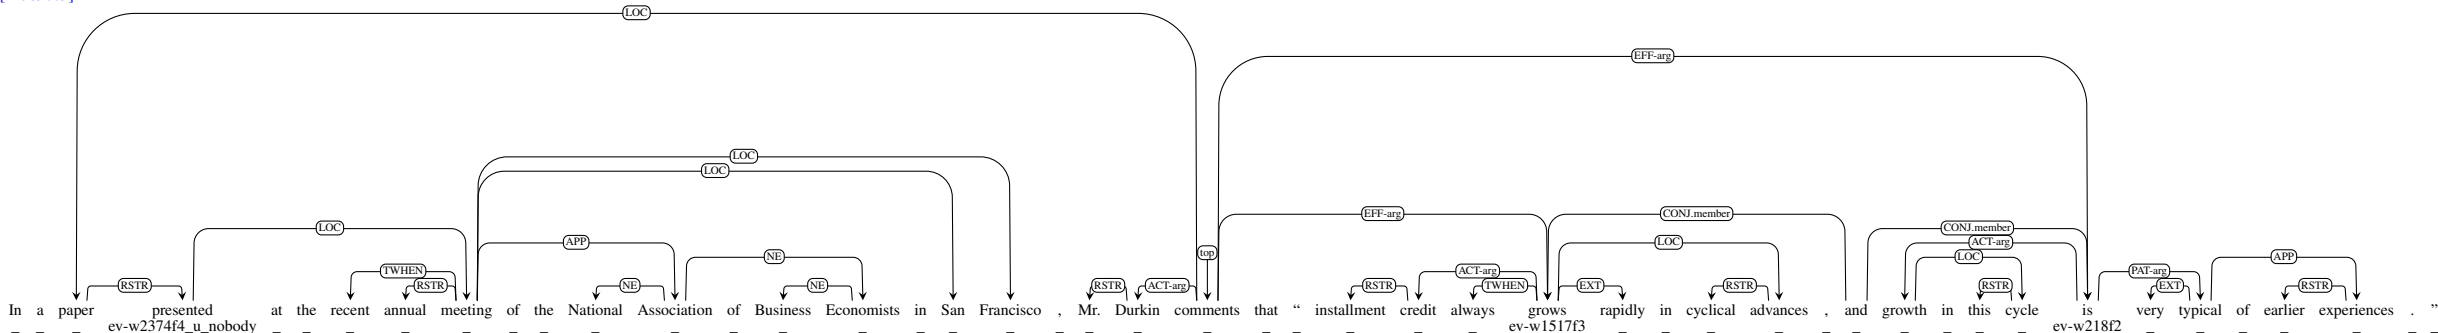 LOC
EFF-arg
LOC
LOC
EFF-arg CONJ.member
LOC CONJ.member
APP LOC ACT-arg
NE top LOC APP
TWHEN ACT-arg PAT-arg
RSTR RSTR NE NE RSTR ACT-arg RSTR TWHEN EXT RSTR RSTR EXT RSTR
In a paper presented at the recent annual meeting of the National Association of Business Economists in San Francisco , Mr. Durkin comments that “ installment credit always grows rapidly in cyclical advances , and growth in this cycle is very typical of earlier experiences . ”
_ _ _ ev-w2374f4_u_nobody _ _ _ _ _ _ _ _ _ _ _ _ _ _ _ _ _ _ _ _ _ _ _ _ ev-w1517f3 _ _ _ _ _ _ _ _ _ _ ev-w218f2 _ _ _ _ _ _ _